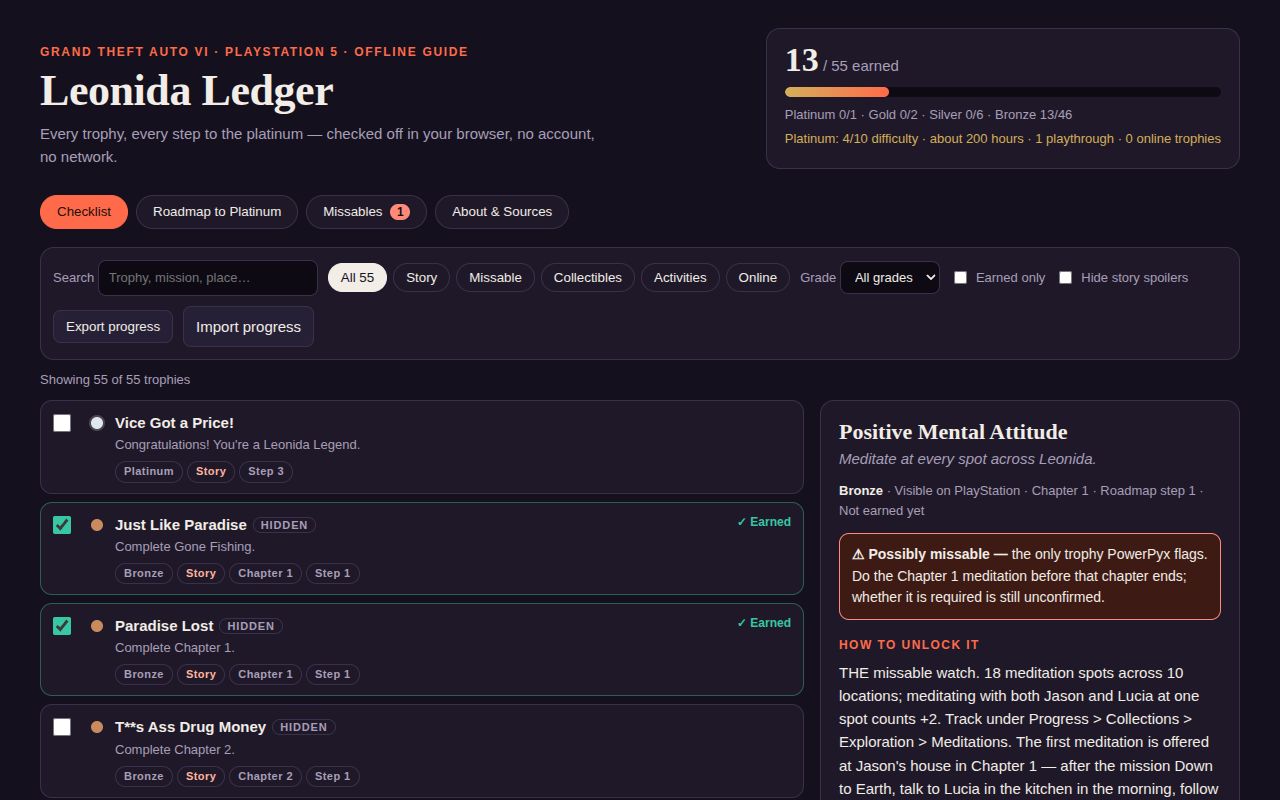 GRAND THEFT AUTO VI · PLAYSTATION 5 · OFFLINE GUIDE
Leonida Ledger
Every trophy, every step to the platinum — checked off in your browser, no account,
no network.
13 / 55 earned
Platinum 0/1 · Gold 0/2 · Silver 0/6 · Bronze 13/46
Platinum: 4/10 difficulty · about 200 hours · 1 playthrough · 0 online trophies
Checklist
Roadmap to Platinum
Missables 1
About & Sources
Search
Trophy, mission, place…
All 55
Story
Missable
Collectibles
Activities
Online
Grade
All grades
Earned only
Hide story spoilers
Export progress
Import progress
Showing 55 of 55 trophies
Vice Got a Price!
Congratulations! You're a Leonida Legend.
Platinum
Story
Step 3
Just Like Paradise HIDDEN
✓ Earned
Complete Gone Fishing.
Bronze
Story
Chapter 1
Step 1
Paradise Lost HIDDEN
✓ Earned
Complete Chapter 1.
Bronze
Story
Chapter 1
Step 1
T**s Ass Drug Money HIDDEN
Complete Chapter 2.
Bronze
Story
Chapter 2
Step 1
Positive Mental Attitude
Meditate at every spot across Leonida.
Bronze · Visible on PlayStation · Chapter 1 · Roadmap step 1 ·
Not earned yet
⚠ Possibly missable — the only trophy PowerPyx flags.
Do the Chapter 1 meditation before that chapter ends;
whether it is required is still unconfirmed.
HOW TO UNLOCK IT
THE missable watch. 18 meditation spots across 10
locations; meditating with both Jason and Lucia at one
spot counts +2. Track under Progress > Collections >
Exploration > Meditations. The first meditation is offered
at Jason's house in Chapter 1 — after the mission Down
to Earth, talk to Lucia in the kitchen in the morning, follow